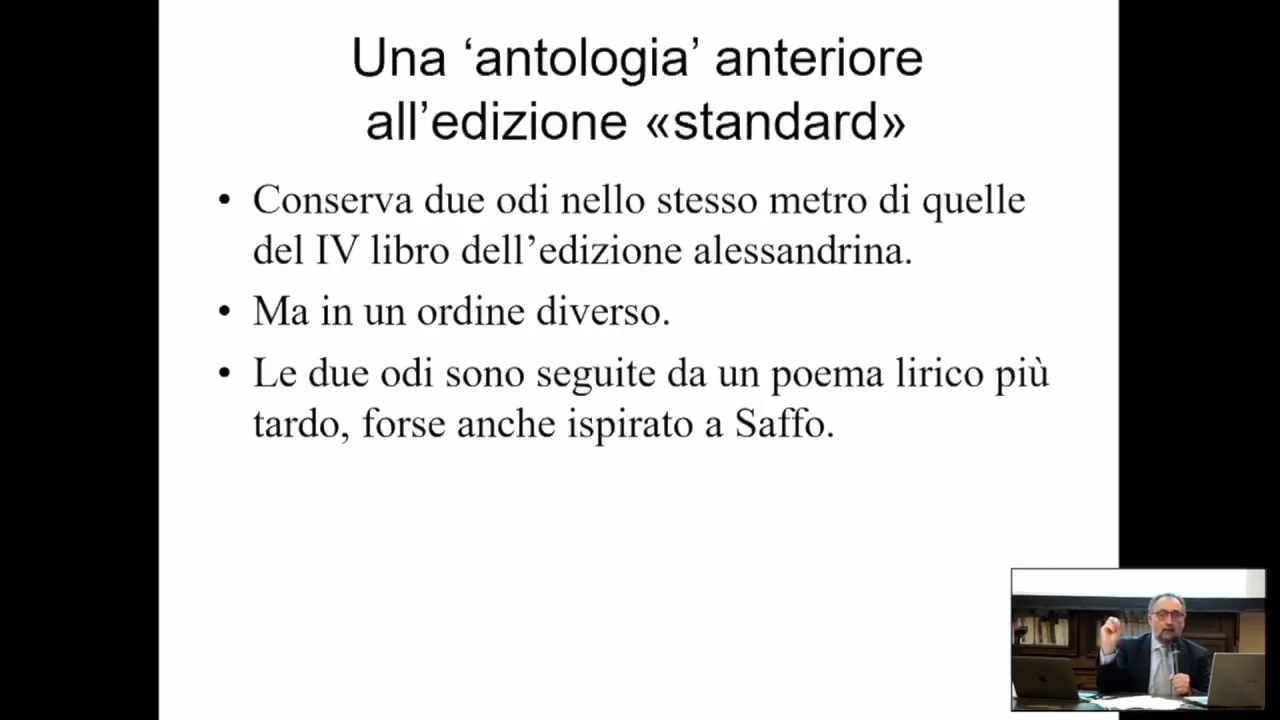 Una ‘antologia’ anteriore
all’edizione «standard»
• Conserva due odi nello stesso metro di quelle
del IV libro dell’edizione alessandrina.
• Ma in un ordine diverso.
• Le due odi sono seguite da un poema lirico più
tardo, forse anche ispirato a Saffo.